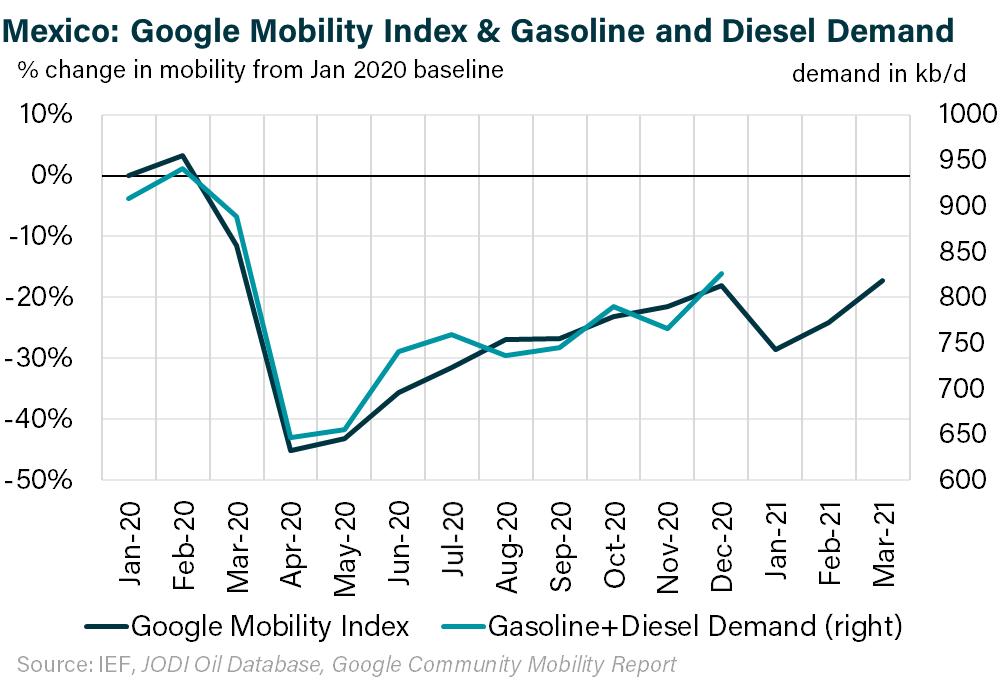 Mexico: Google Mobility Index & Gasoline and Diesel Demand
% change in mobility from Jan 2020 baseline
demand in kb/d
10%
0%
-10%
-20%
-30%
-40%
-50%
1000
950
900
850
800
750
700
650
600
Jan-20
Feb-20
Mar-20
Apr-20
May-20
Jun-20
Jul-20
Aug-20
Sep-20
Oct-20
Nov-20
Dec-20
Jan-21
Feb-21
Mar-21
Google Mobility Index
Gasoline+Diesel Demand (right)
Source: IEF, JODI Oil Database, Google Community Mobility Report